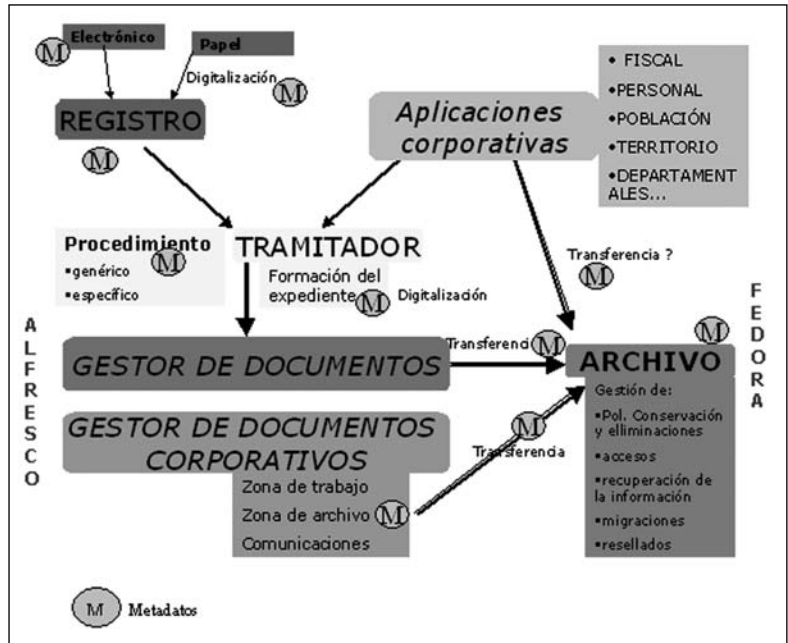 M
Electrónico
Papel
Digitalización
M
REGISTRO
M
Aplicaciones
corporativas
• FISCAL
•PERSONAL
•POBLACIÓN
•TERRITORIO
•DEPARTAMENT
ALES...
Procedimiento
▪genérico
M
▪específico
TRAMITADOR
Formación del
expediente
M
Digitalización
Transferencia ?
M
ALFRESCO
FEDORA
GESTOR DE DOCUMENTOS
Transferenci
M
M
ARCHIVO
Gestión de:
▪Pol. Conservación
y elliminaciones
▪accesos
▪recuperación de
la información
▪migraciones
▪resellados
GESTOR DE DOCUMENTOS
CORPORATIVOS
M
Transferencia
Zona de trabajo
Zona de archivo
M
Comunicaciones
M
Metadatos